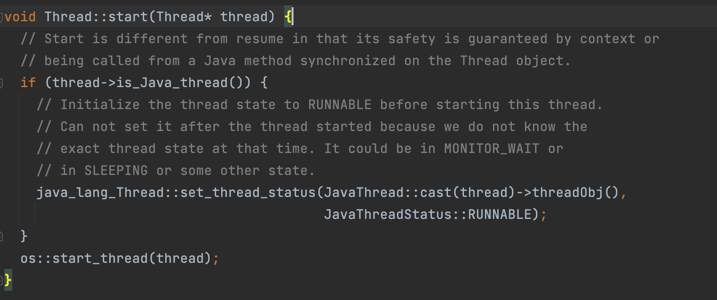 void Thread::start(Thread* thread) {
  // Start is different from resume in that its safety is guaranteed by context or
  // being called from a Java method synchronized on the Thread object.
  if (thread->is_Java_thread()) {
    // Initialize the thread state to RUNNABLE before starting this thread.
    // Can not set it after the thread started because we do not know the
    // exact thread state at that time. It could be in MONITOR_WAIT or
    // in SLEEPING or some other state.
    java_lang_Thread::set_thread_status(JavaThread::cast(thread)->threadObj(),
                                        JavaThreadStatus::RUNNABLE);
  }
  os::start_thread(thread);
}